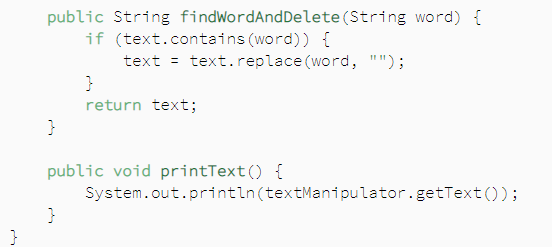 public String findWordAndDelete(String word) {
if (text.contains(word)) {
text = text.replace(word, "");
}
return text;
}
public void printText() {
System.out.println(textManipulator.getText());
}
}